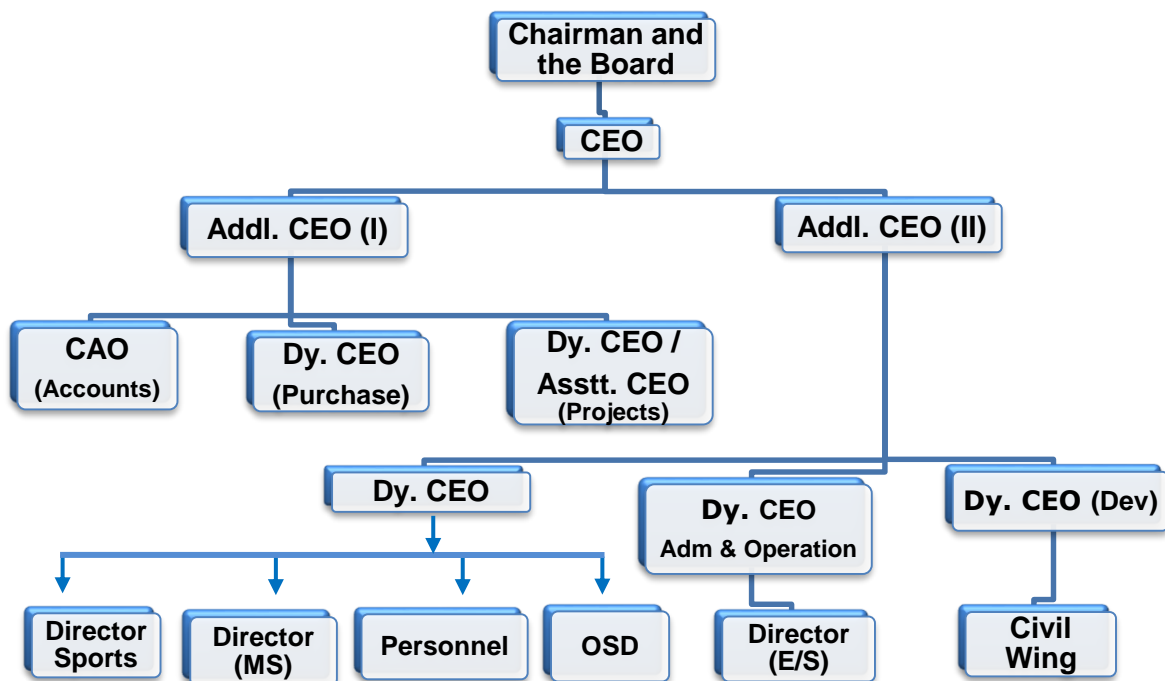 Chairman and
the Board
CEO
Addl. CEO (I)
Addl. CEO (II)
CAO
(Accounts)
Dy. CEO
(Purchase)
Dy. CEO /
Asstt. CEO
(Projects)
Dy. CEO
Dy. CEO
Adm & Operation
Dy. CEO (Dev)
Director
Sports
Director
(MS)
Personnel
OSD
Director
(E/S)
Civil
Wing